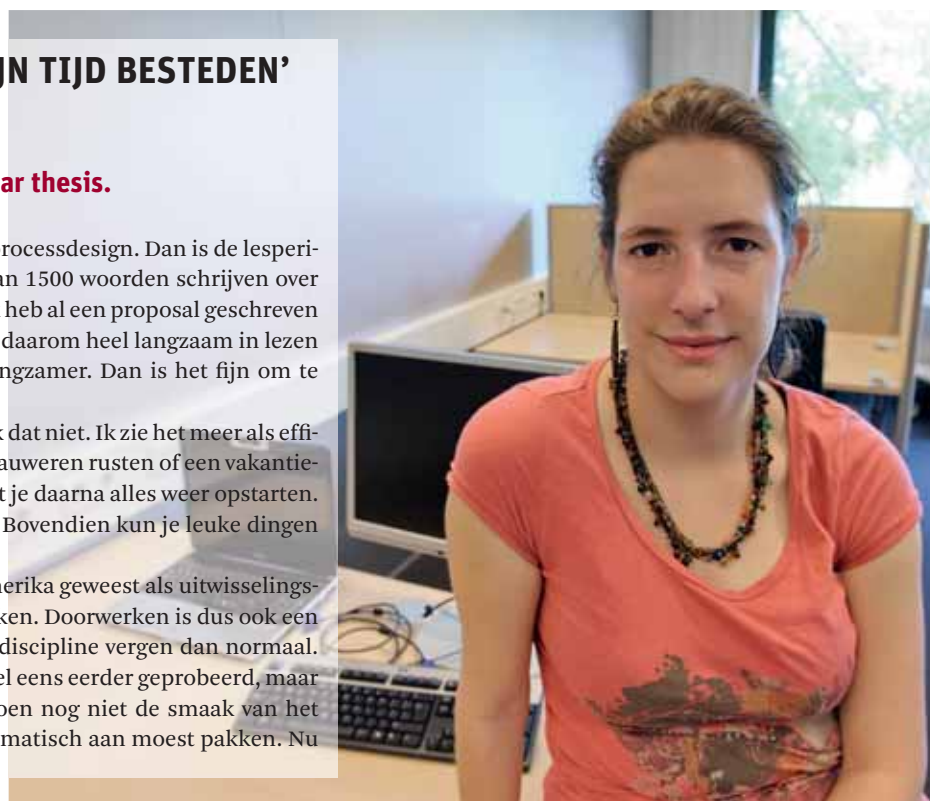 JN TIJD BESTEDEN’
ar thesis.
rocessdesign. Dan is de lesperi-
an 1500 woorden schrijven over
heb al een proposal geschreven
daarom heel langzaam in lezen
ngzamer. Dan is het fijn om te
k dat niet. Ik zie het meer als effi-
auweren rusten of een vakantie-
t je daarna alles weer opstarten.
Bovendien kun je leuke dingen
nerika geweest als uitwisselings-
ken. Doorwerken is dus ook een
discipline vergen dan normaal.
el eens eerder geprobeerd, maar
oen nog niet de smaak van het
matisch aan moest pakken. Nu